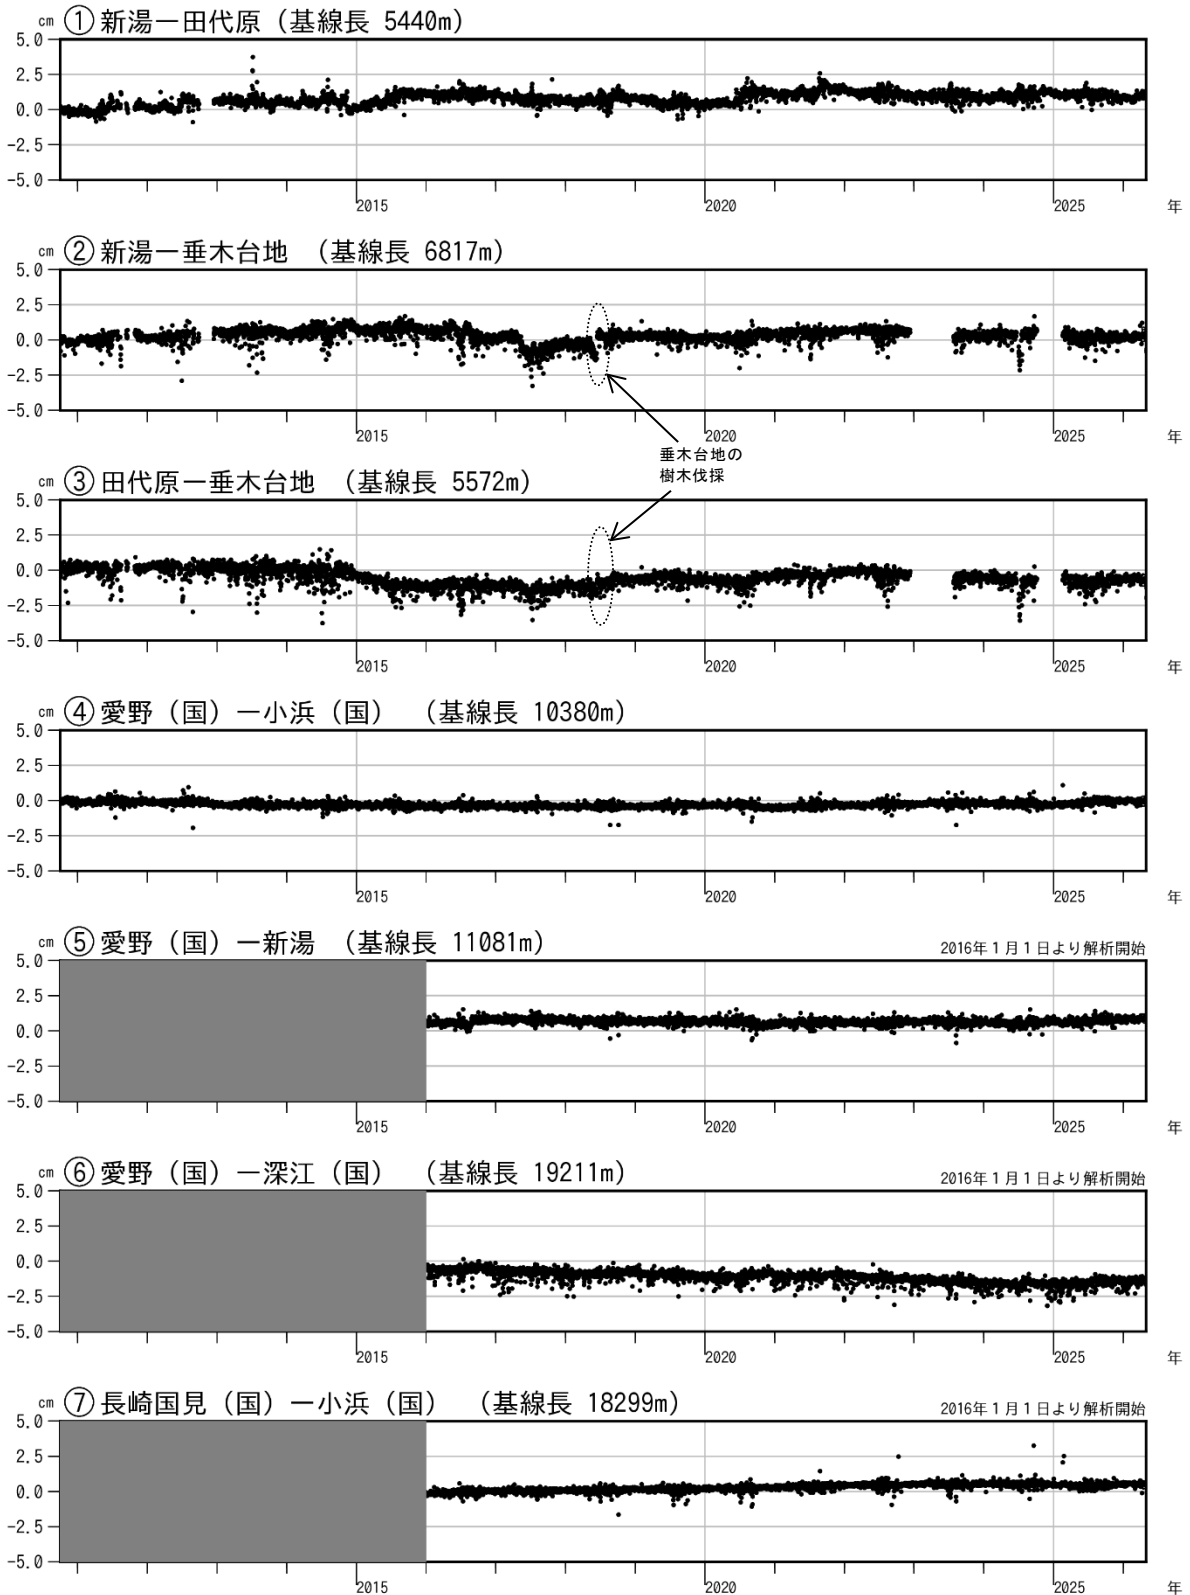 cm ①新湯－田代原（基線長 5440m）
5.0
2.5
0.0
-2.5
-5.0
2015 2020 2025 年
cm ②新湯－垂木台地 （基線長 6817m）
5.0
2.5
0.0
-2.5
-5.0
2015 2020 2025 年
垂木台地の
樹木伐採
cm ③田代原－垂木台地 （基線長 5572m）
5.0
2.5
0.0
-2.5
-5.0
2015 2020 2025 年
cm ④愛野（国）－小浜（国） （基線長 10380m）
5.0
2.5
0.0
-2.5
-5.0
2015 2020 2025 年
cm ⑤愛野（国）－新湯 （基線長 11081m） 2016年１月１日より解析開始
5.0
2.5
0.0
-2.5
-5.0
2015 2020 2025 年
cm ⑥愛野（国）－深江（国） （基線長 19211m） 2016年１月１日より解析開始
5.0
2.5
0.0
-2.5
-5.0
2015 2020 2025 年
cm ⑦長崎国見（国）－小浜（国） （基線長 18299m） 2016年１月１日より解析開始
5.0
2.5
0.0
-2.5
-5.0
2015 2020 2025 年